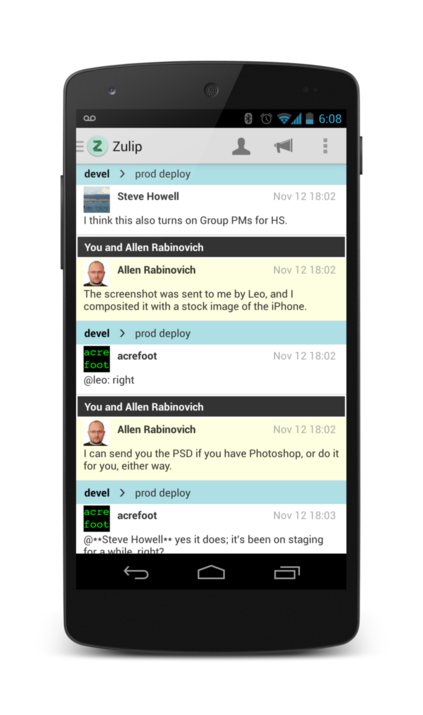 6:08
Z Zulip
devel > prod deploy
Steve Howell Nov 12 18:02
I think this also turns on Group PMs for HS.
You and Allen Rabinovich
Allen Rabinovich Nov 12 18:02
The screenshot was sent to me by Leo, and I
composited it with a stock image of the iPhone.
devel > prod deploy
acre
foot
acrefoot Nov 12 18:02
@leo: right
You and Allen Rabinovich
Allen Rabinovich Nov 12 18:02
I can send you the PSD if you have Photoshop, or do it
for you, either way.
devel > prod deploy
acre
foot
acrefoot Nov 12 18:03
@**Steve Howell** yes it does; it's been on staging
for a while, right?